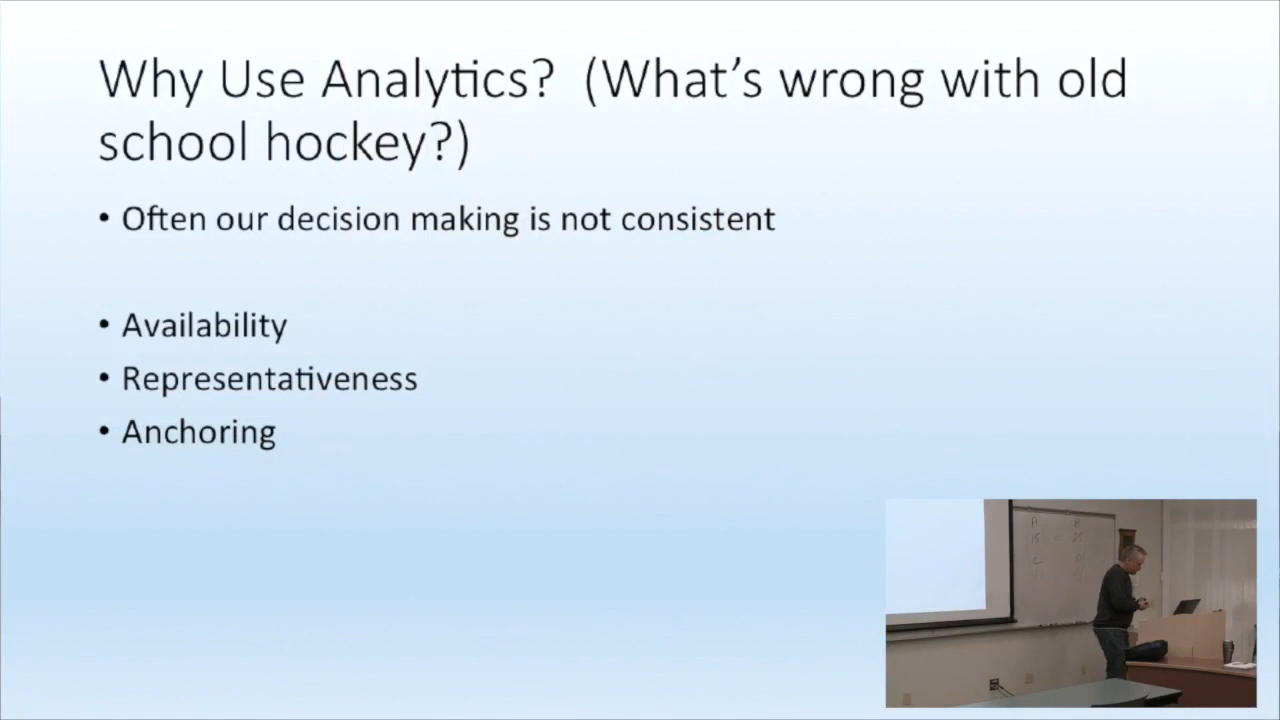 Why Use Analytics? (What's wrong with old
school hockey?)
• Often our decision making is not consistent
• Availability
• Representativeness
• Anchoring